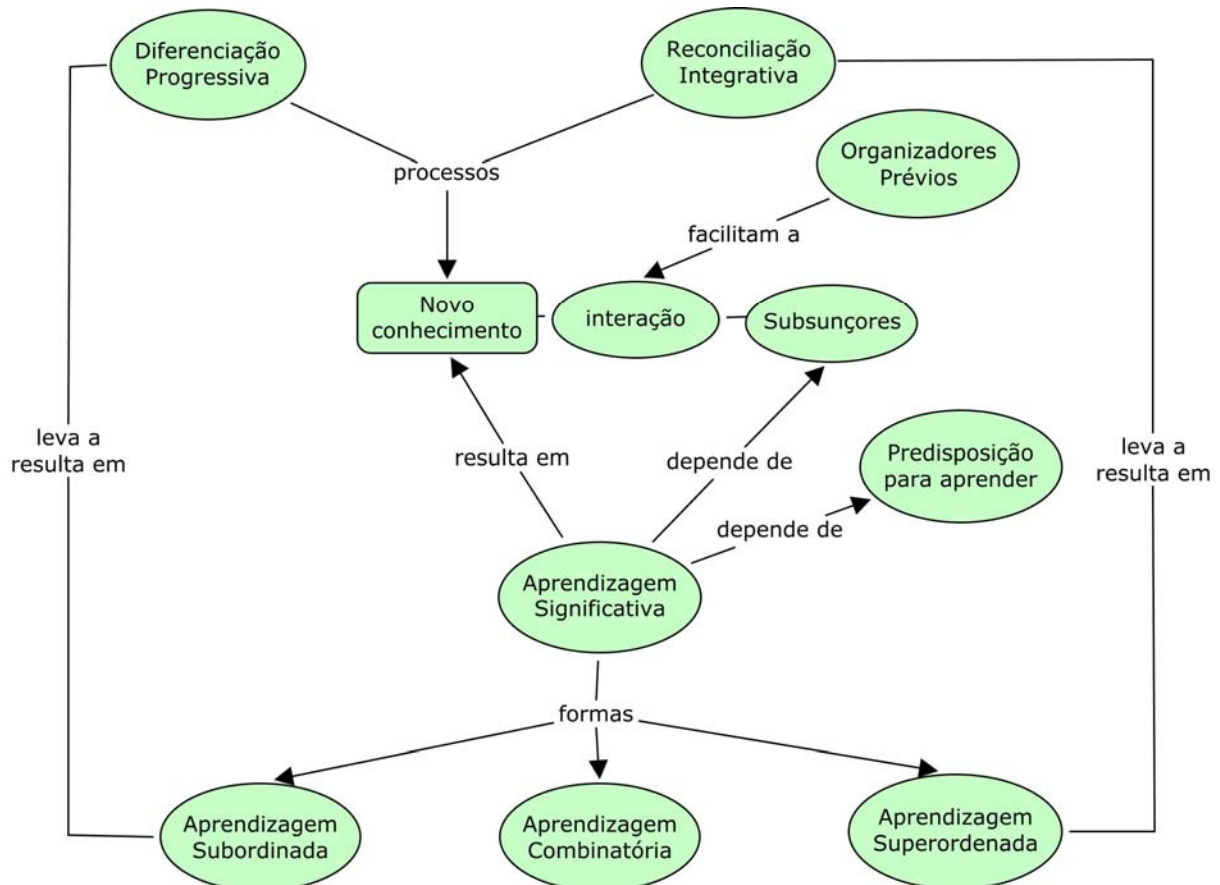 Diferenciação
Progressiva
Reconciliação
Integrativa
processos
Organizadores
Prévios
facilitam a
Novo
conhecimento
interação
Subsunçores
leva a
resulta em
resulta em
depende de
Predisposição
para aprender
leva a
resulta em
depende de
Aprendizagem
Significativa
formas
Aprendizagem
Subordinada
Aprendizagem
Combinatória
Aprendizagem
Superordenada